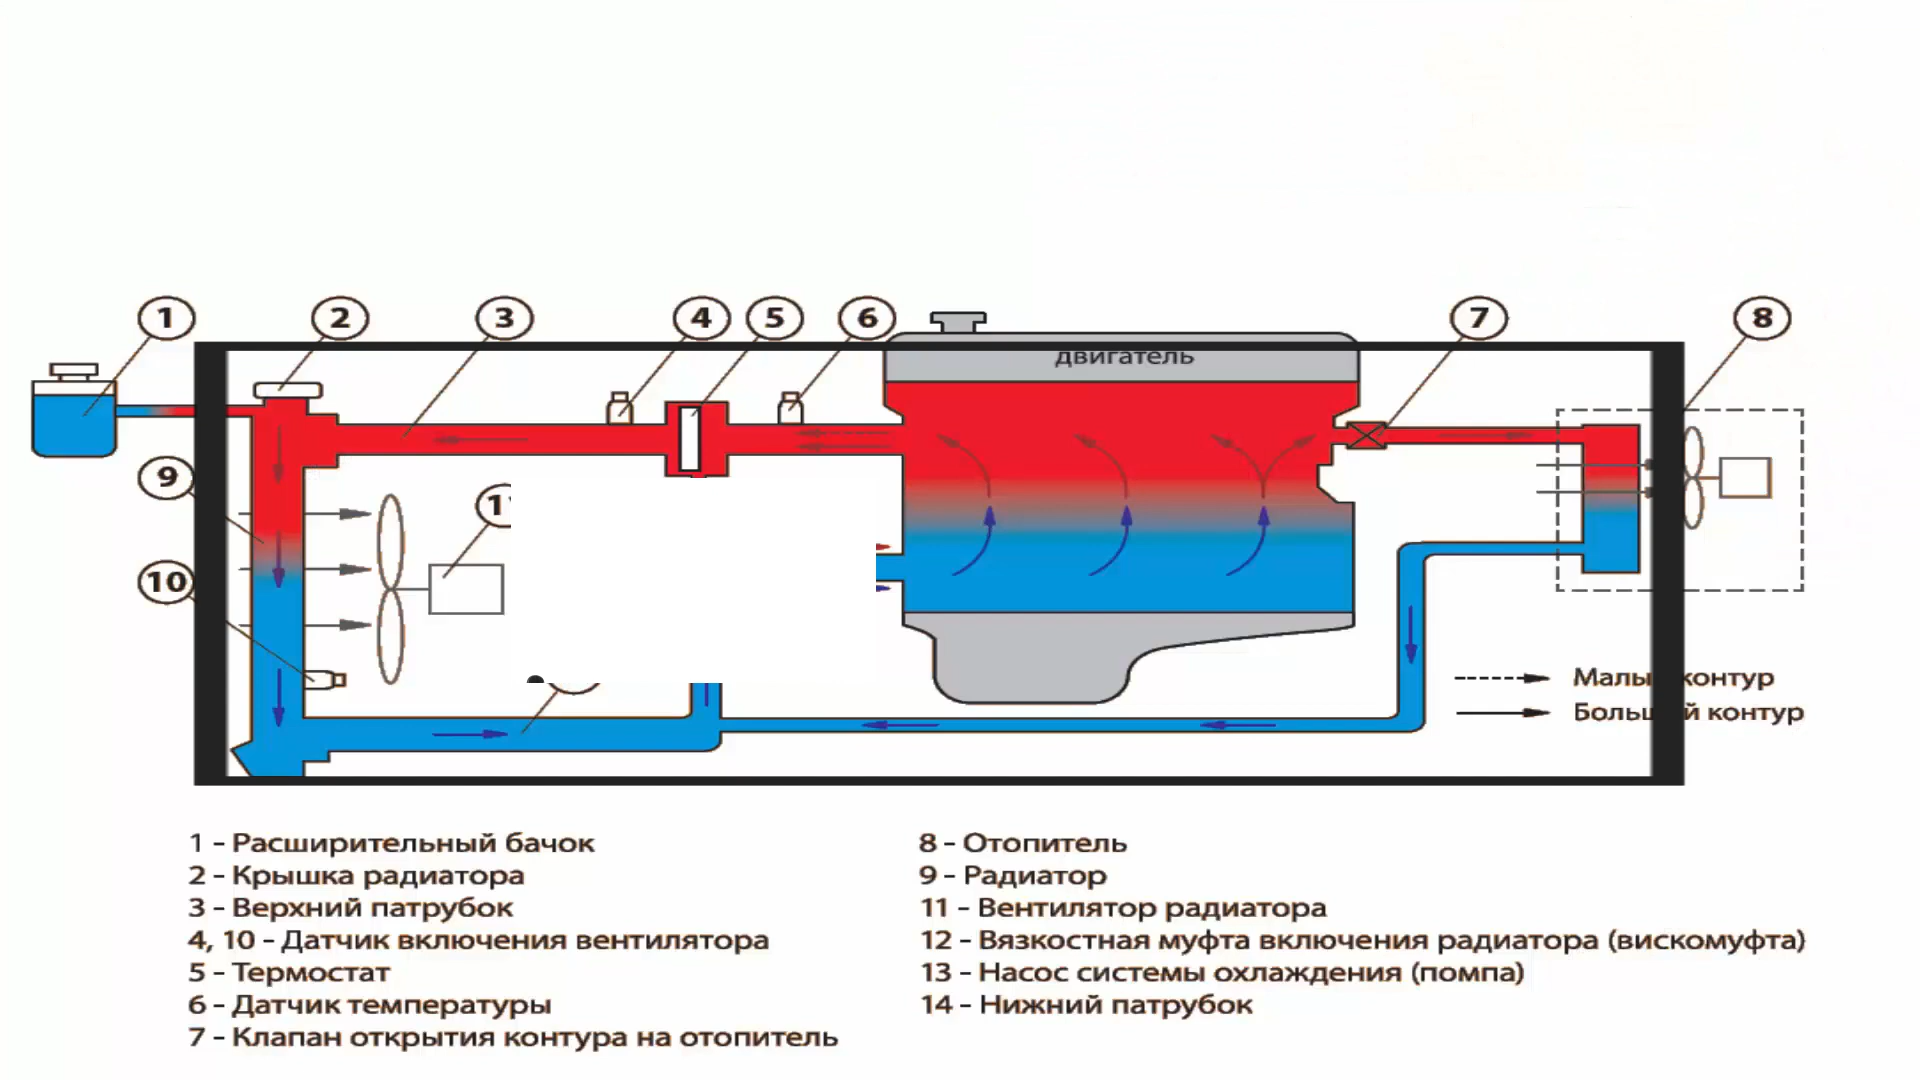 1 2 3 4 5 6 7 8
двигатель
9
10
Малы контур
Больш й контур
1 - Расширительный бачок
2 - Крышка радиатора
3 - Верхний патрубок
4, 10 - Датчик включения вентилятора
5 - Термостат
6 - Датчик температуры
7 - Клапан открытия контура на отопитель
8 - Отопитель
9 - Радиатор
11 - Вентилятор радиатора
12 - Вязкостная муфта включения радиатора (вискомуфта)
13 - Насос системы охлаждения (помпа)
14 - Нижний патрубок